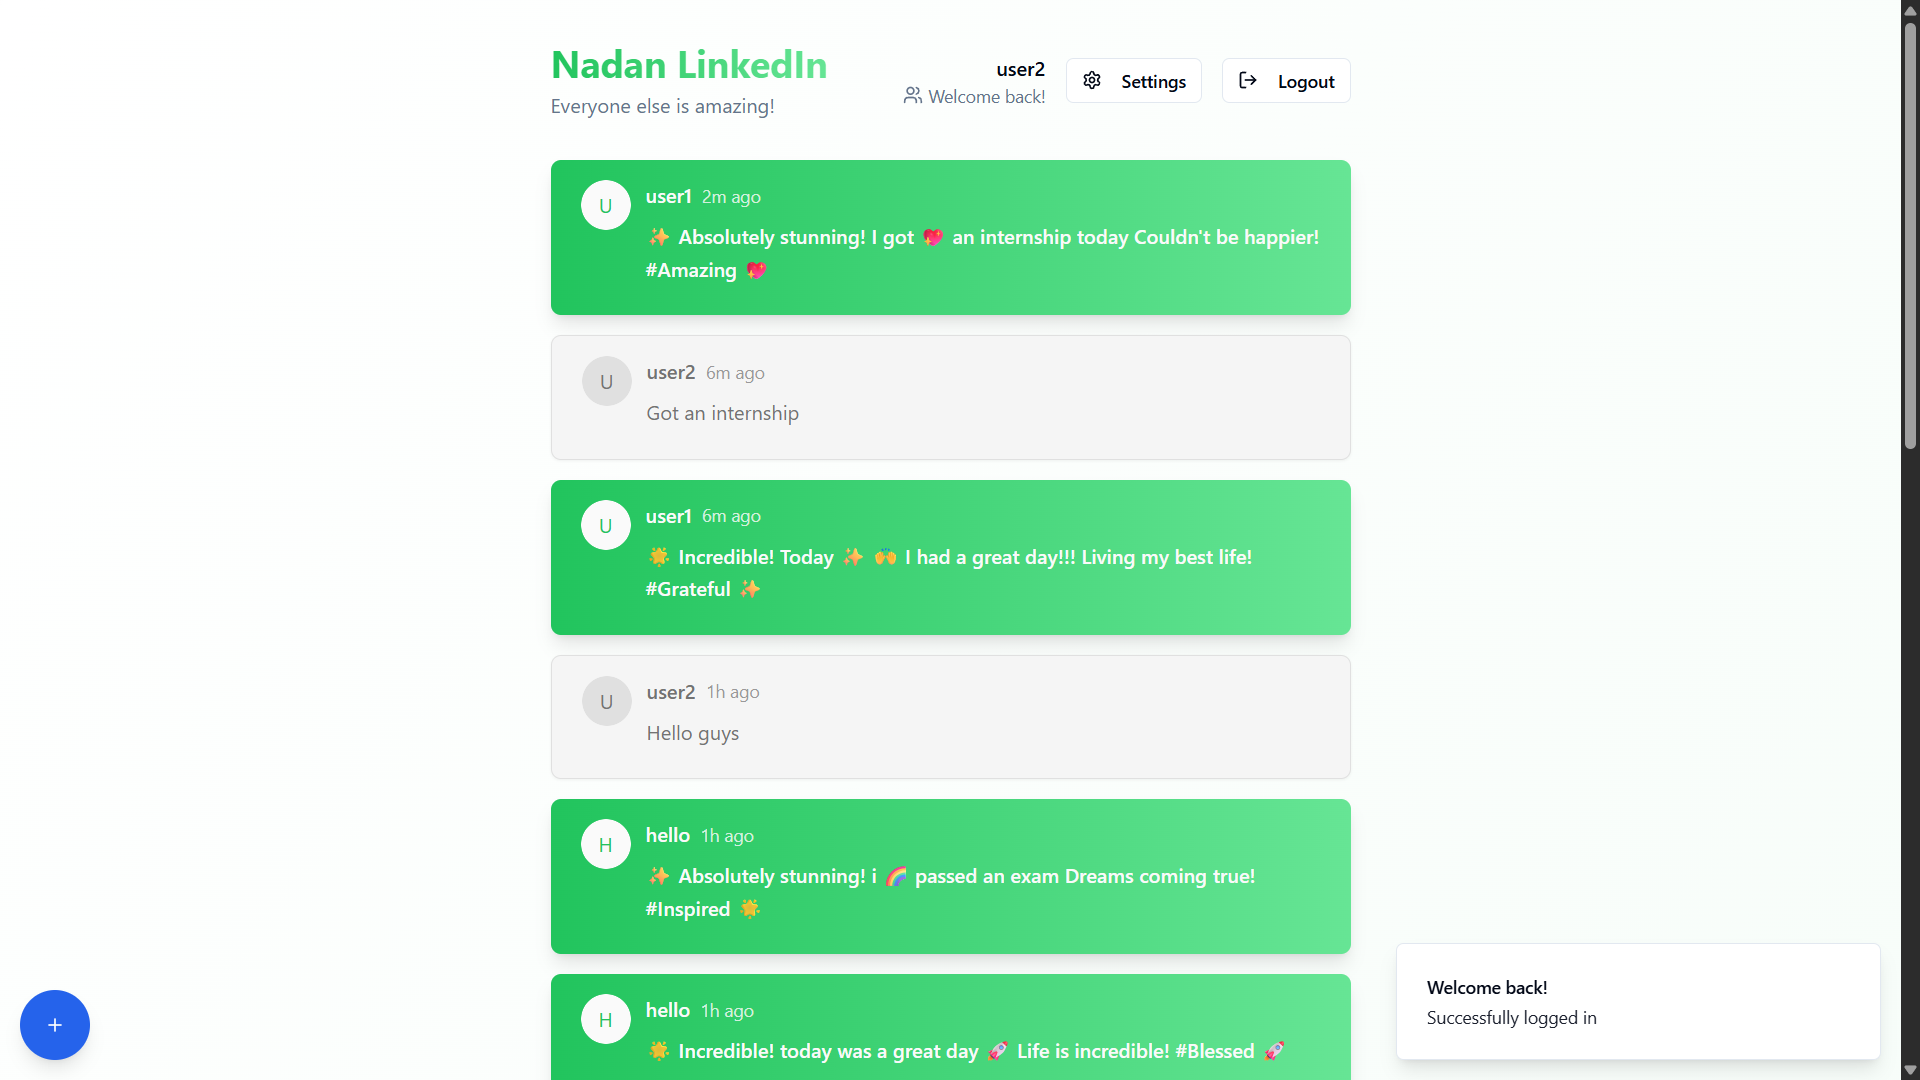 Nadan LinkedIn
Everyone else is amazing!
user2
Welcome back!
Settings
Logout
U
user1 2m ago
✨ Absolutely stunning! I got 💖 an internship today Couldn't be happier!
#Amazing 💖
U
user2 6m ago
Got an internship
U
user1 6m ago
🌟 Incredible! Today ✨ 🙌 I had a great day!!! Living my best life!
#Grateful ✨
U
user2 1h ago
Hello guys
H
hello 1h ago
✨ Absolutely stunning! i 🌈 passed an exam Dreams coming true!
#Inspired 🌟
H
hello 1h ago
🌟 Incredible! today was a great day 🚀 Life is incredible! #Blessed 🚀
+
Welcome back!
Successfully logged in